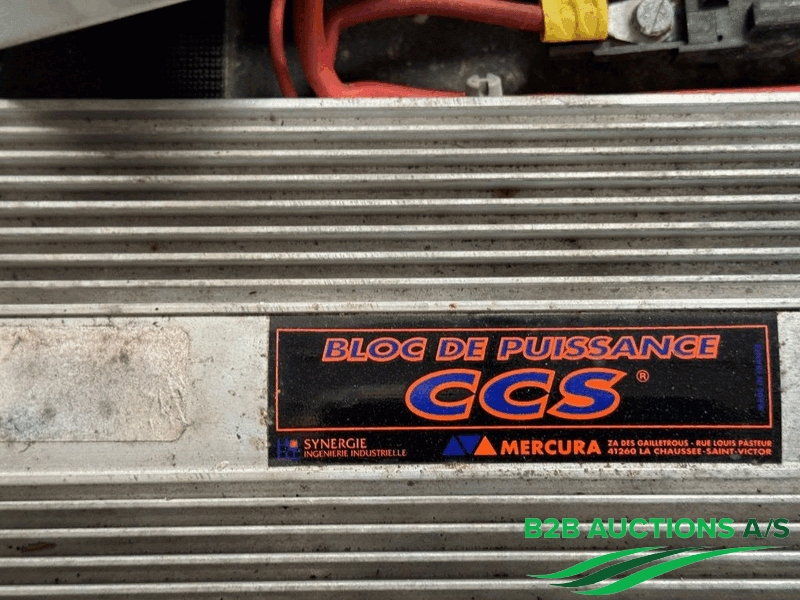 BLOC DE PUISSANCE
CCS®
SYNERGIE
INGENIERIE INDUSTRIELLE
MERCURA
ZA DES GAILLETROUS - RUE LOUIS PASTEUR
41260 LA CHAUSSEE-SAINT-VICTOR
B2B AUCTIONS A/S